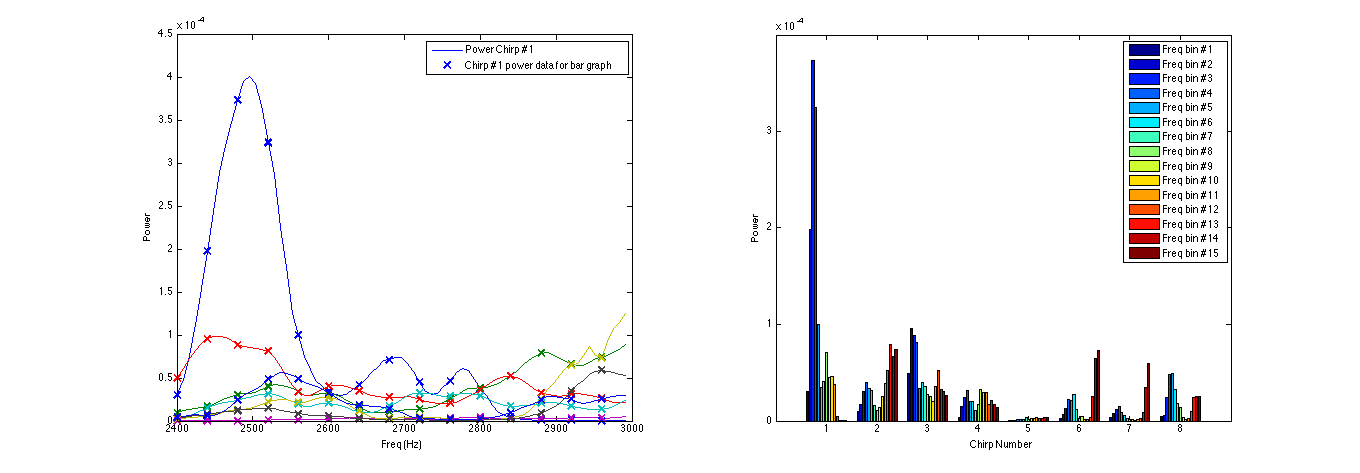 x 10^-4
4.5
4
3.5
3
2.5
2
1.5
1
0.5
0
Power
2400 2500 2600 2700 2800 2900 3000
Freq (Hz)
Power Chirp #1
Chirp #1 power data for bar graph
x 10^-4
3
2
1
0
Power
1 2 3 4 5 6 7 8
Chirp Number
Freq bin #1
Freq bin #2
Freq bin #3
Freq bin #4
Freq bin #5
Freq bin #6
Freq bin #7
Freq bin #8
Freq bin #9
Freq bin #10
Freq bin #11
Freq bin #12
Freq bin #13
Freq bin #14
Freq bin #15